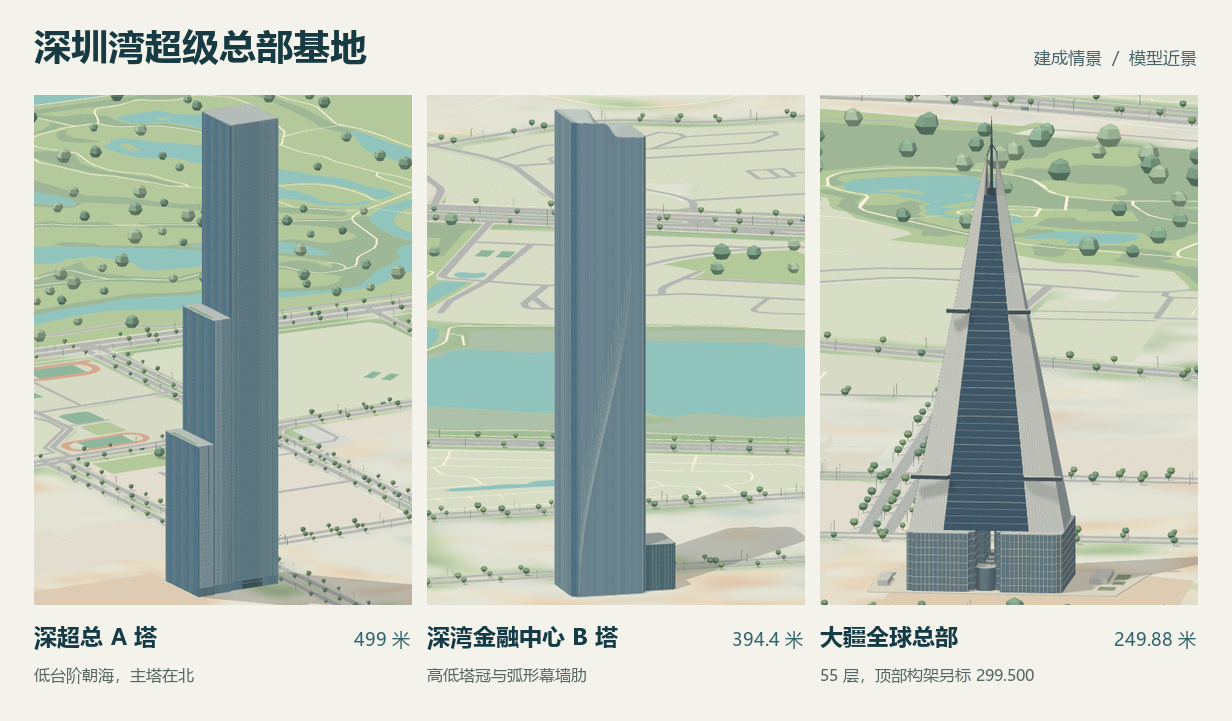 深圳湾超级总部基地
建成情景 / 模型近景
深超总 A 塔
499 米
低台阶朝海，主塔在北
深湾金融中心 B 塔
394.4 米
高低塔冠与弧形幕墙肋
大疆全球总部
249.88 米
55 层，顶部构架另标 299.500